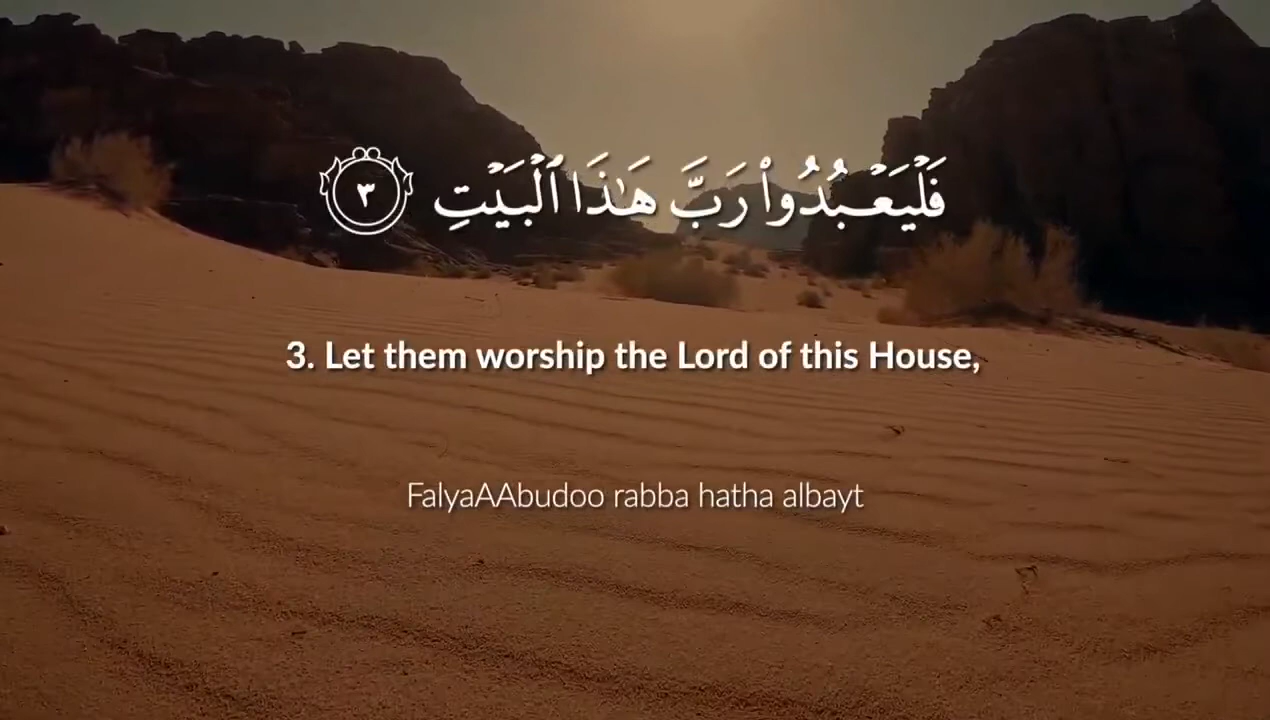 فَلْيَعْبُدُوا۟ رَبَّ هَـٰذَا ٱلْبَيْتِ ٣
3. Let them worship the Lord of this House,
FalyaAAbudoo rabba hatha albayt